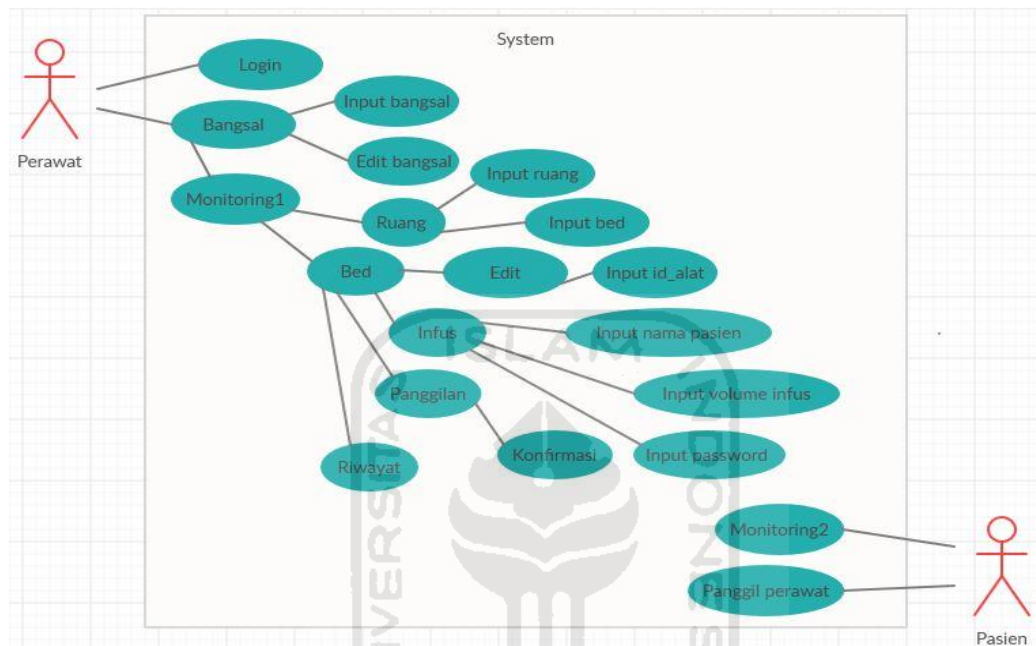 System
Login
Perawat
Bangsal
Input bangsal
Edit bangsal
Monitoring1
Input ruang
Ruang
Input bed
Bed
Edit
Input id_alat
Infus
Input nama pasien
ISLAM
Panggilan
Input volume infus
Riwayat
Konfirmasi
Input password
Monitoring2
Panggil perawat
Pasien